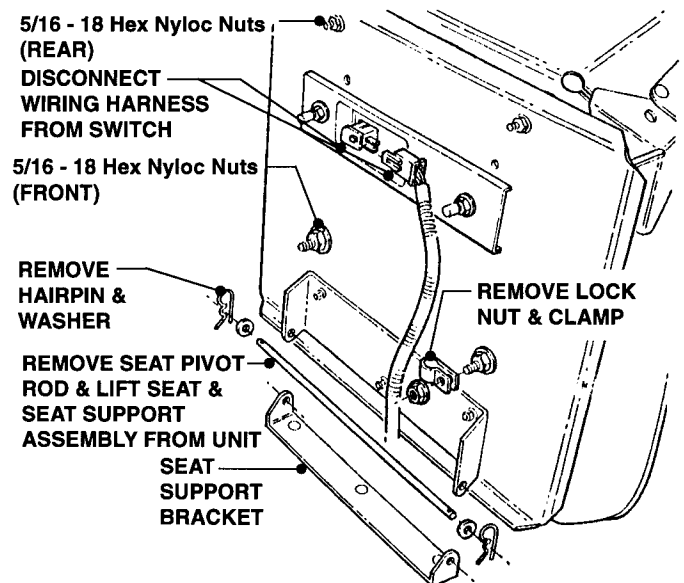 5/16 - 18 Hex Nyloc Nuts
(REAR)
DISCONNECT
WIRING HARNESS
FROM SWITCH
5/16 - 18 Hex Nyloc Nuts
(FRONT)
REMOVE
HAIRPIN &
WASHER
REMOVE LOCK
NUT & CLAMP
REMOVE SEAT PIVOT
ROD & LIFT SEAT &
SEAT SUPPORT
ASSEMBLY FROM UNIT
SEAT
SUPPORT
BRACKET